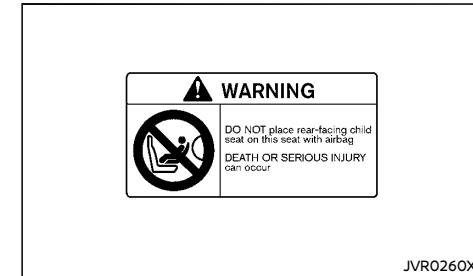 WARNING
DO NOT place rear-facing child
seat on this seat with airbag
DEATH OR SERIOUS INJURY
can occur
JVR0260X